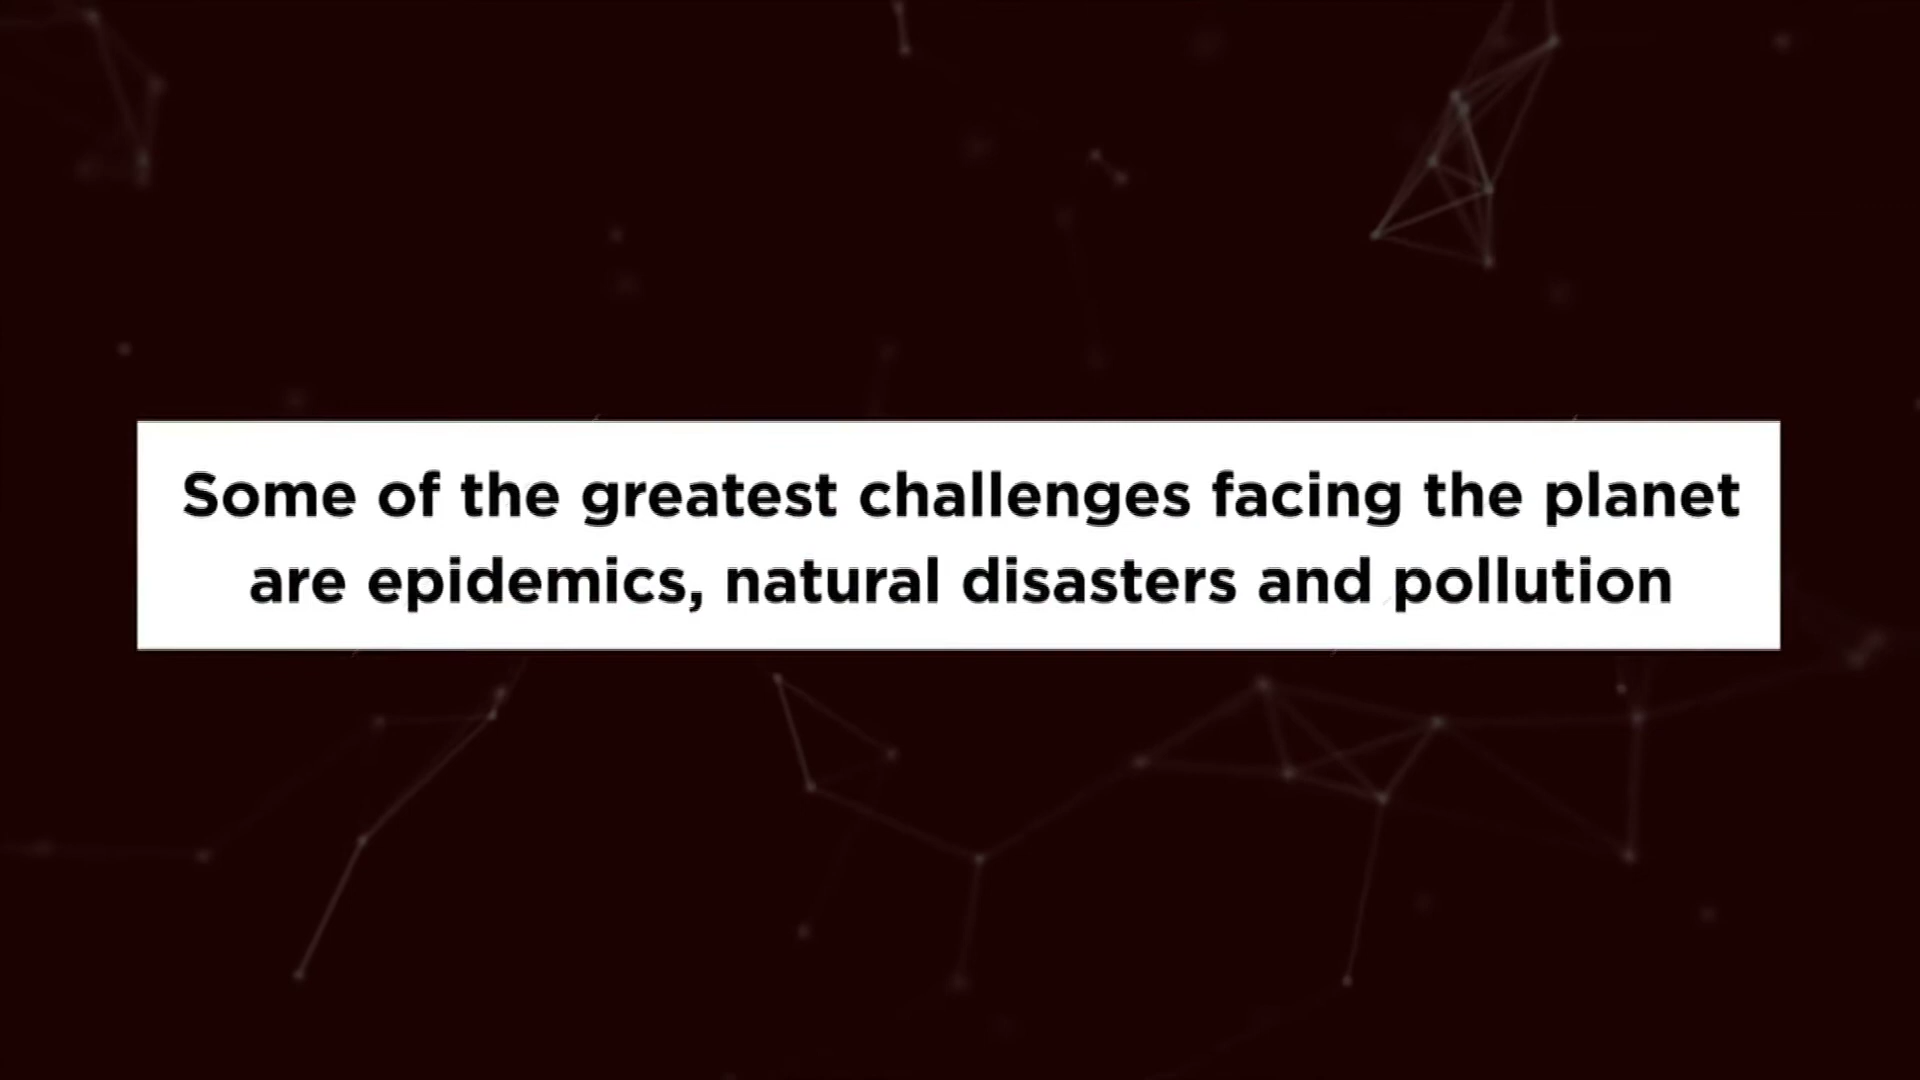 Some of the greatest challenges facing the planet
are epidemics, natural disasters and pollution